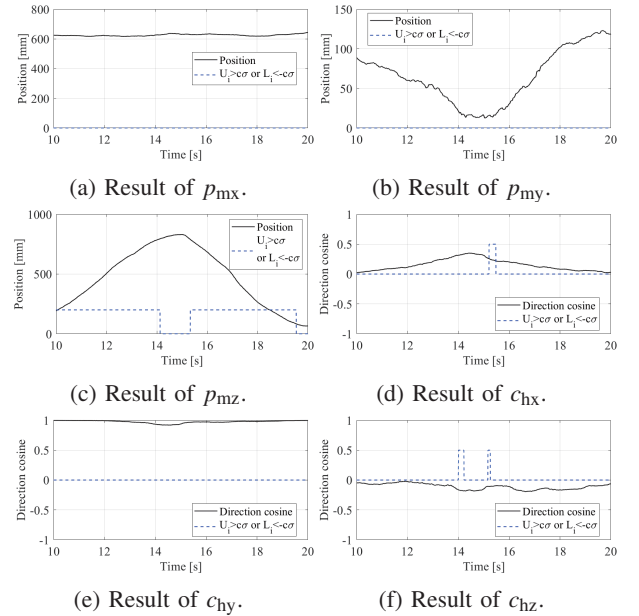 800
600
400
200
0
Position [mm]
Position
U_i>cσ or L_i<-cσ
10 12 14 16 18 20
Time [s]
(a) Result of p_mx.
150
100
50
0
Position [mm]
Position
U_i>cσ or L_i<-cσ
10 12 14 16 18 20
Time [s]
(b) Result of p_my.
1000
500
0
Position [mm]
Position
U_i>cσ
or L_i<-cσ
10 12 14 16 18 20
Time [s]
(c) Result of p_mz.
1
0.5
0
-0.5
-1
Direction cosine
Direction cosine
U_i>cσ or L_i<-cσ
10 12 14 16 18 20
Time [s]
(d) Result of c_hx.
1
0.5
0
-0.5
-1
Direction cosine
Direction cosine
U_i>cσ or L_i<-cσ
10 12 14 16 18 20
Time [s]
(e) Result of c_hy.
1
0.5
0
-0.5
-1
Direction cosine
Direction cosine
U_i>cσ or L_i<-cσ
10 12 14 16 18 20
Time [s]
(f) Result of c_hz.